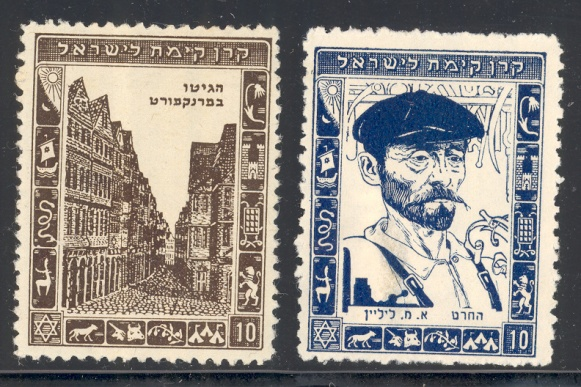 קרן קימת לישראל
הגיטו
בפרנקפורט
10
קרן קימת לישראל
החרט א. מ. ליליין
10